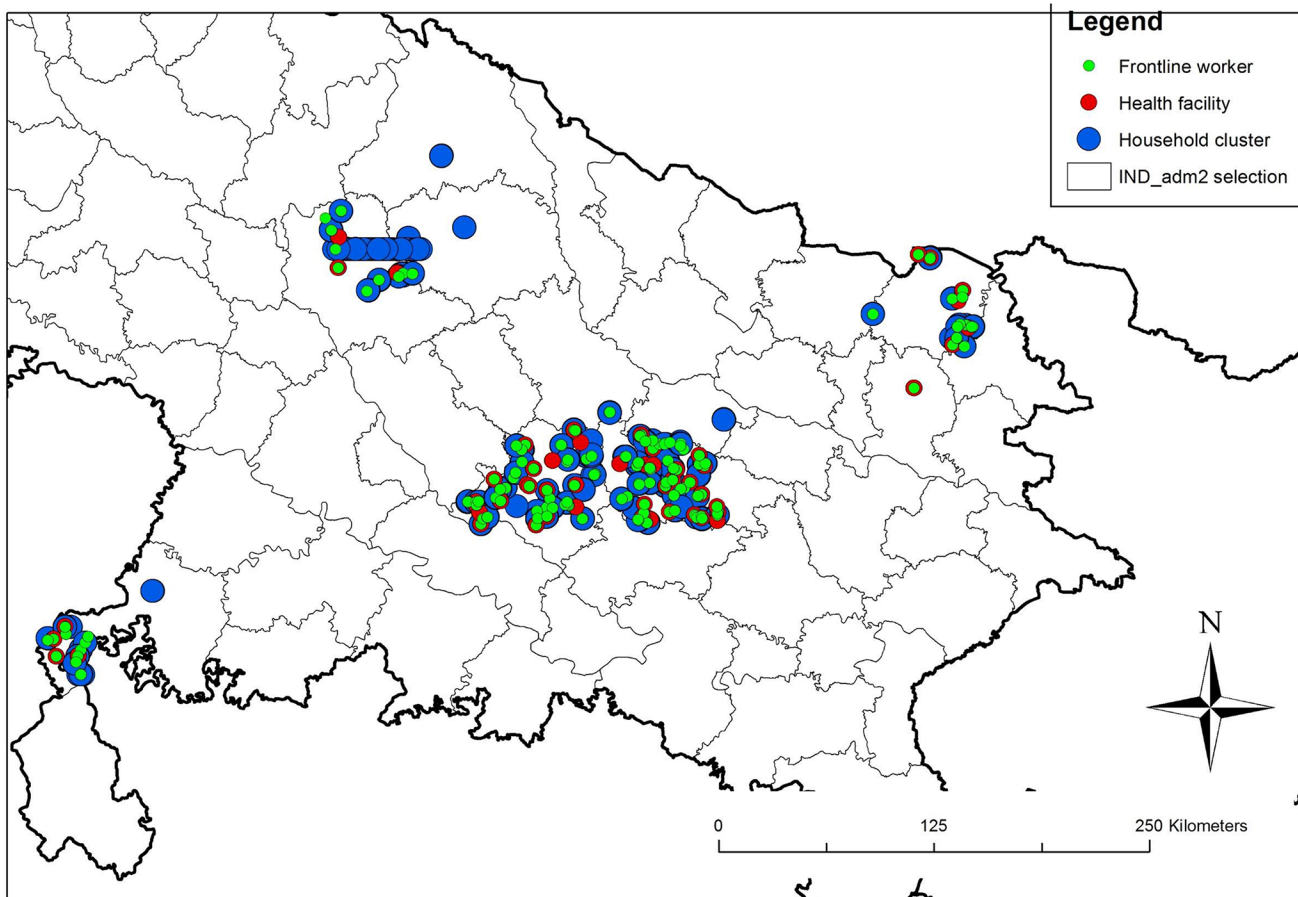 Legend
Frontline worker
Health facility
Household cluster
IND_adm2 selection
N
0 125 250 Kilometers